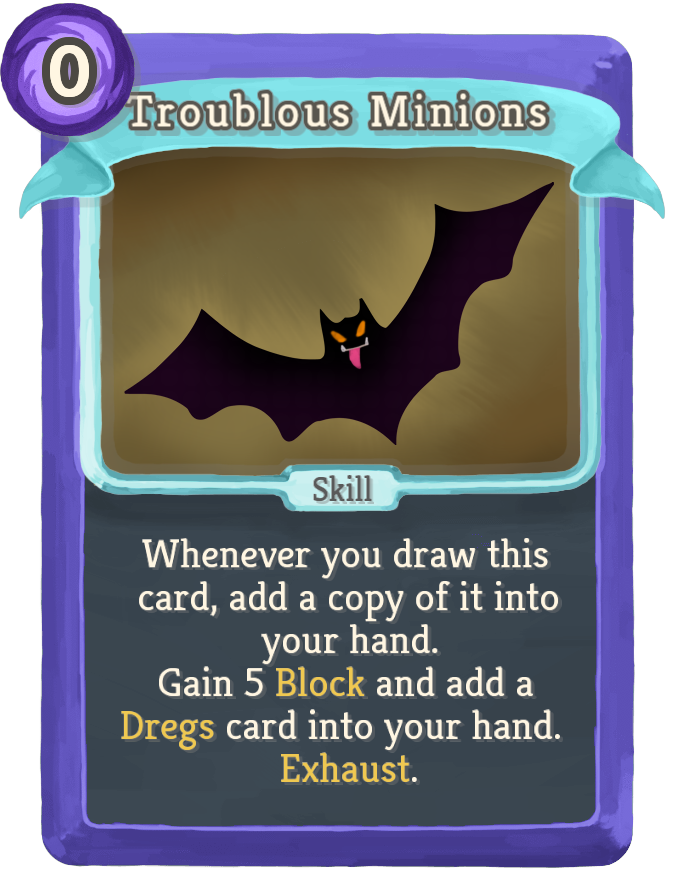 0
Troublous Minions
Skill
Whenever you draw this
card, add a copy of it into
your hand.
Gain 5 Block and add a
Dregs card into your hand.
Exhaust.